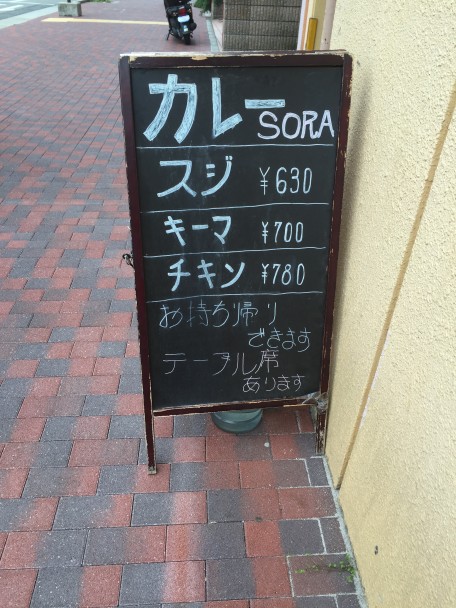 カレー SORA
スジ ¥630
キーマ ¥700
チキン ¥780
お持ち帰り
できます
テーブル席
あります